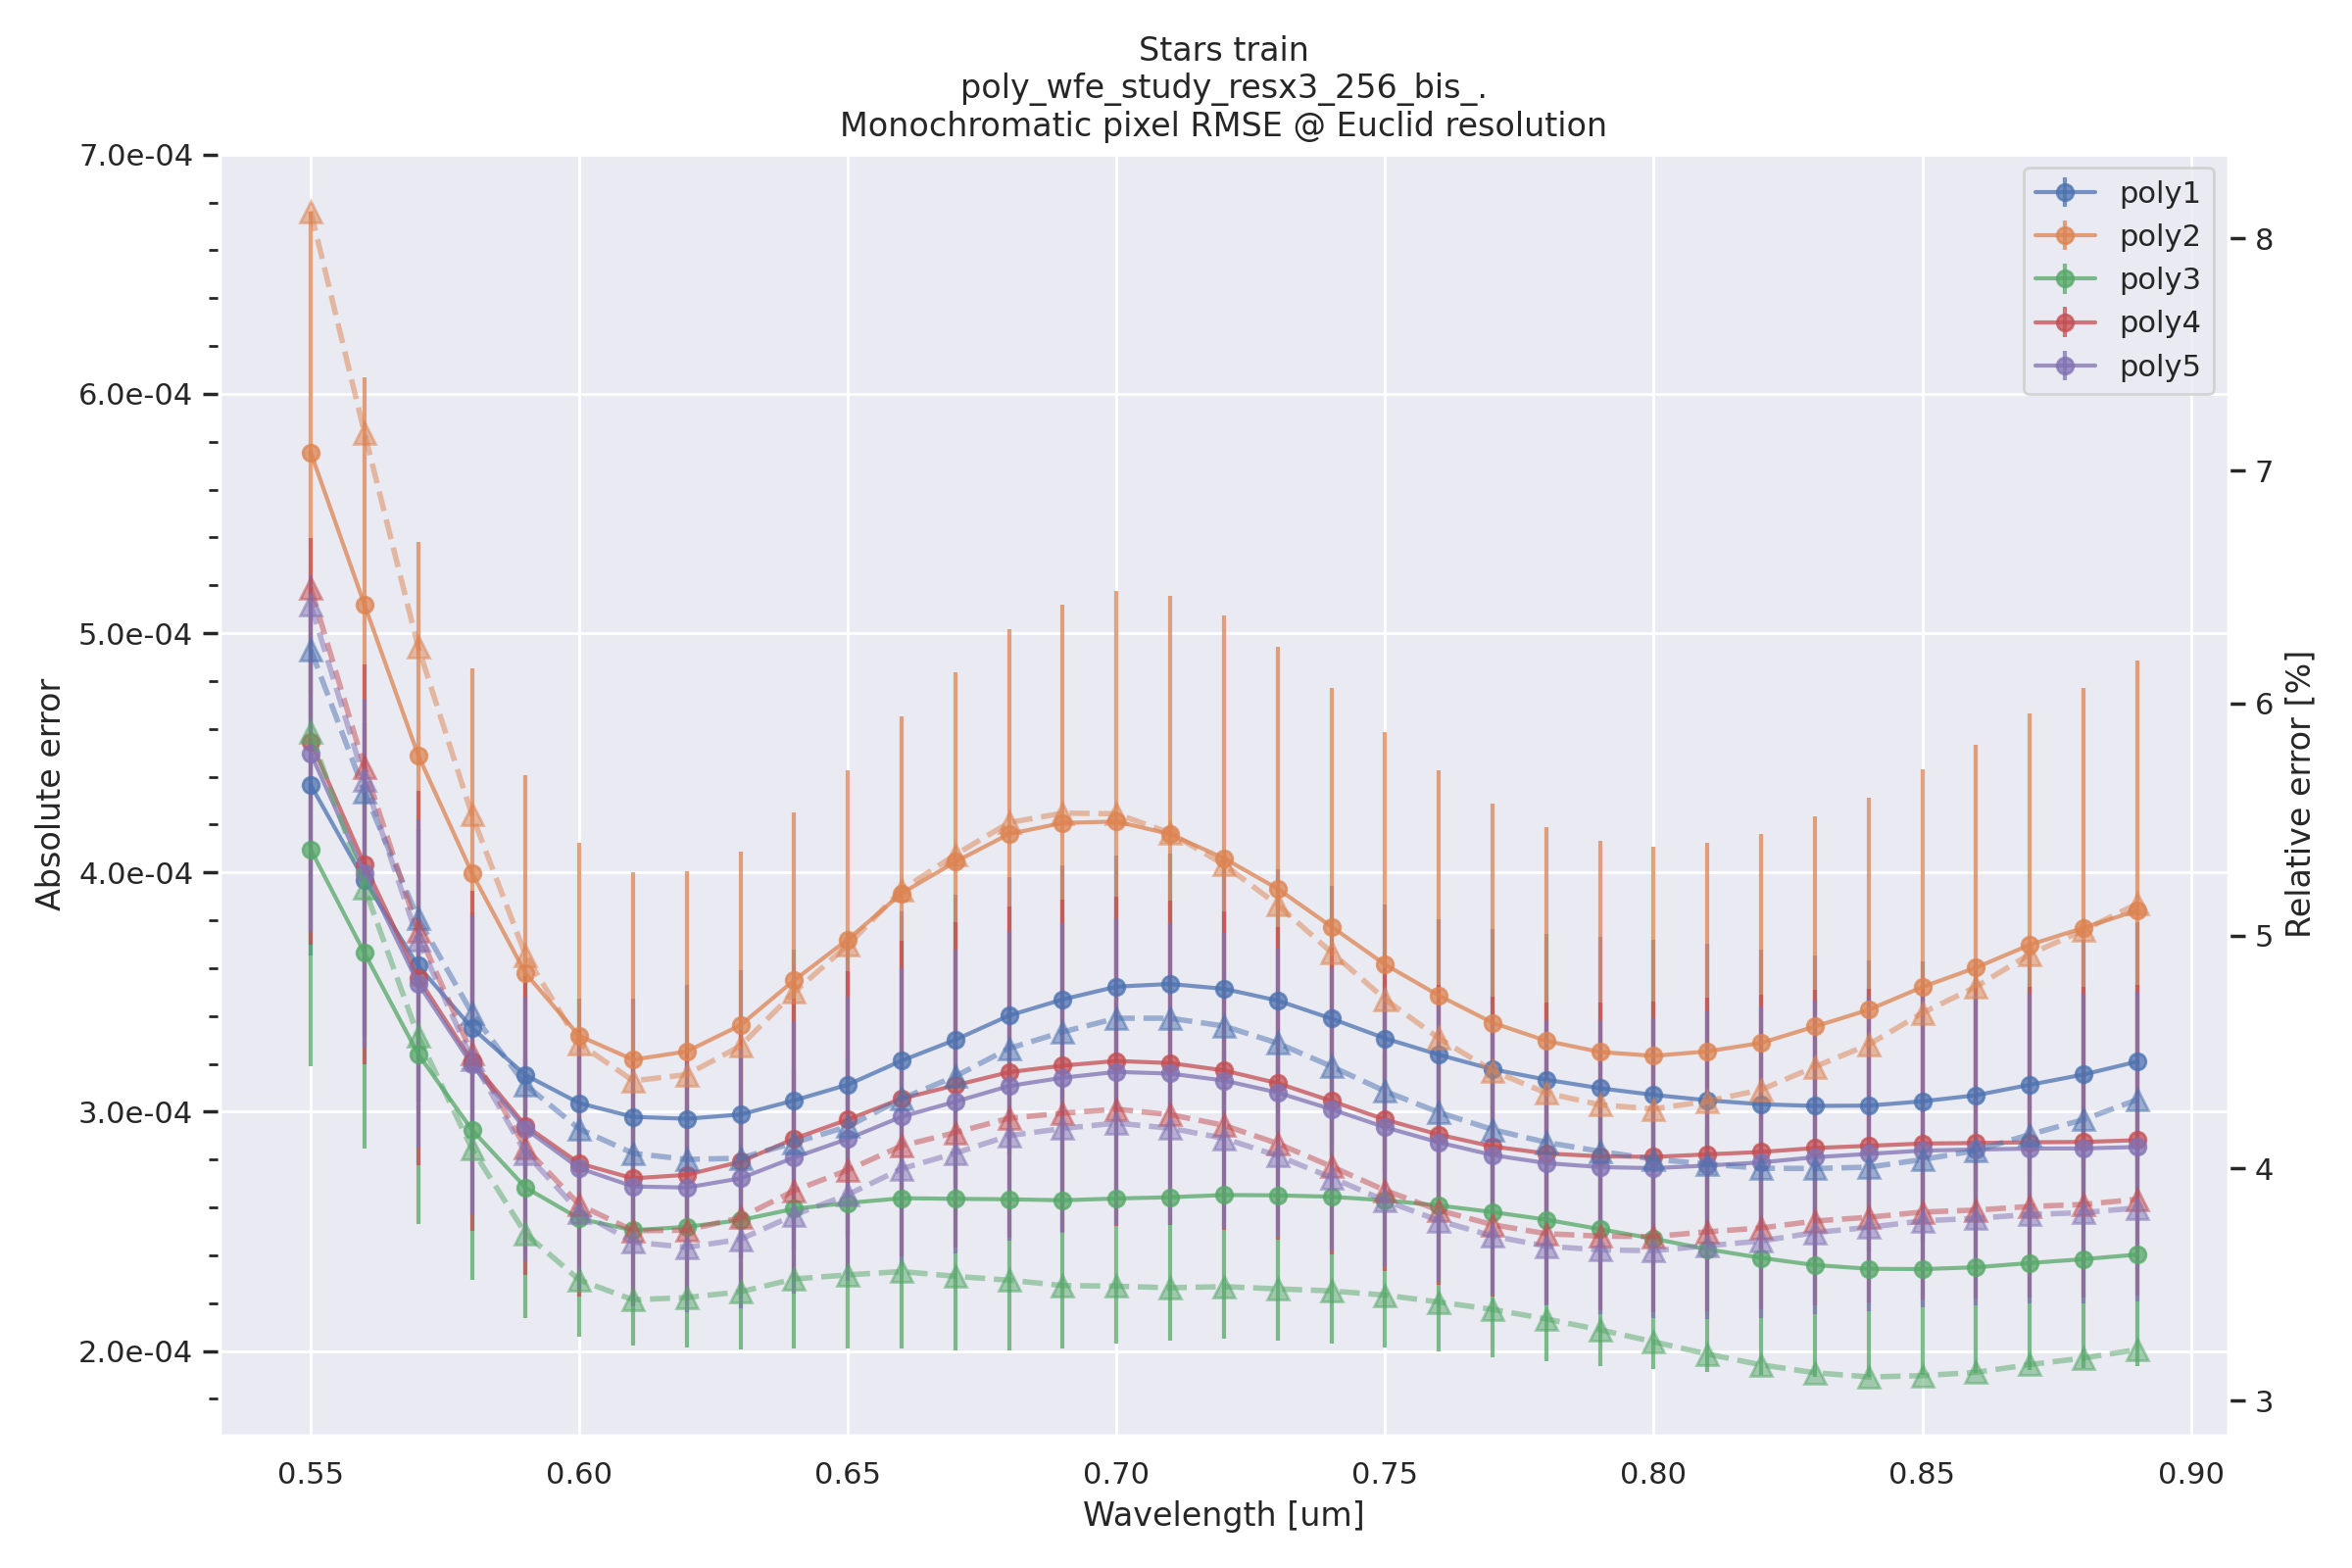 Stars train
poly_wfe_study_resx3_256_bis_.
Monochromatic pixel RMSE @ Euclid resolution
7.0e-04
6.0e-04
5.0e-04
4.0e-04
3.0e-04
2.0e-04
Absolute error
poly1
poly2
poly3
poly4
poly5
8
7
6
5
4
3
Relative error [%]
0.55 0.60 0.65 0.70 0.75 0.80 0.85 0.90
Wavelength [um]